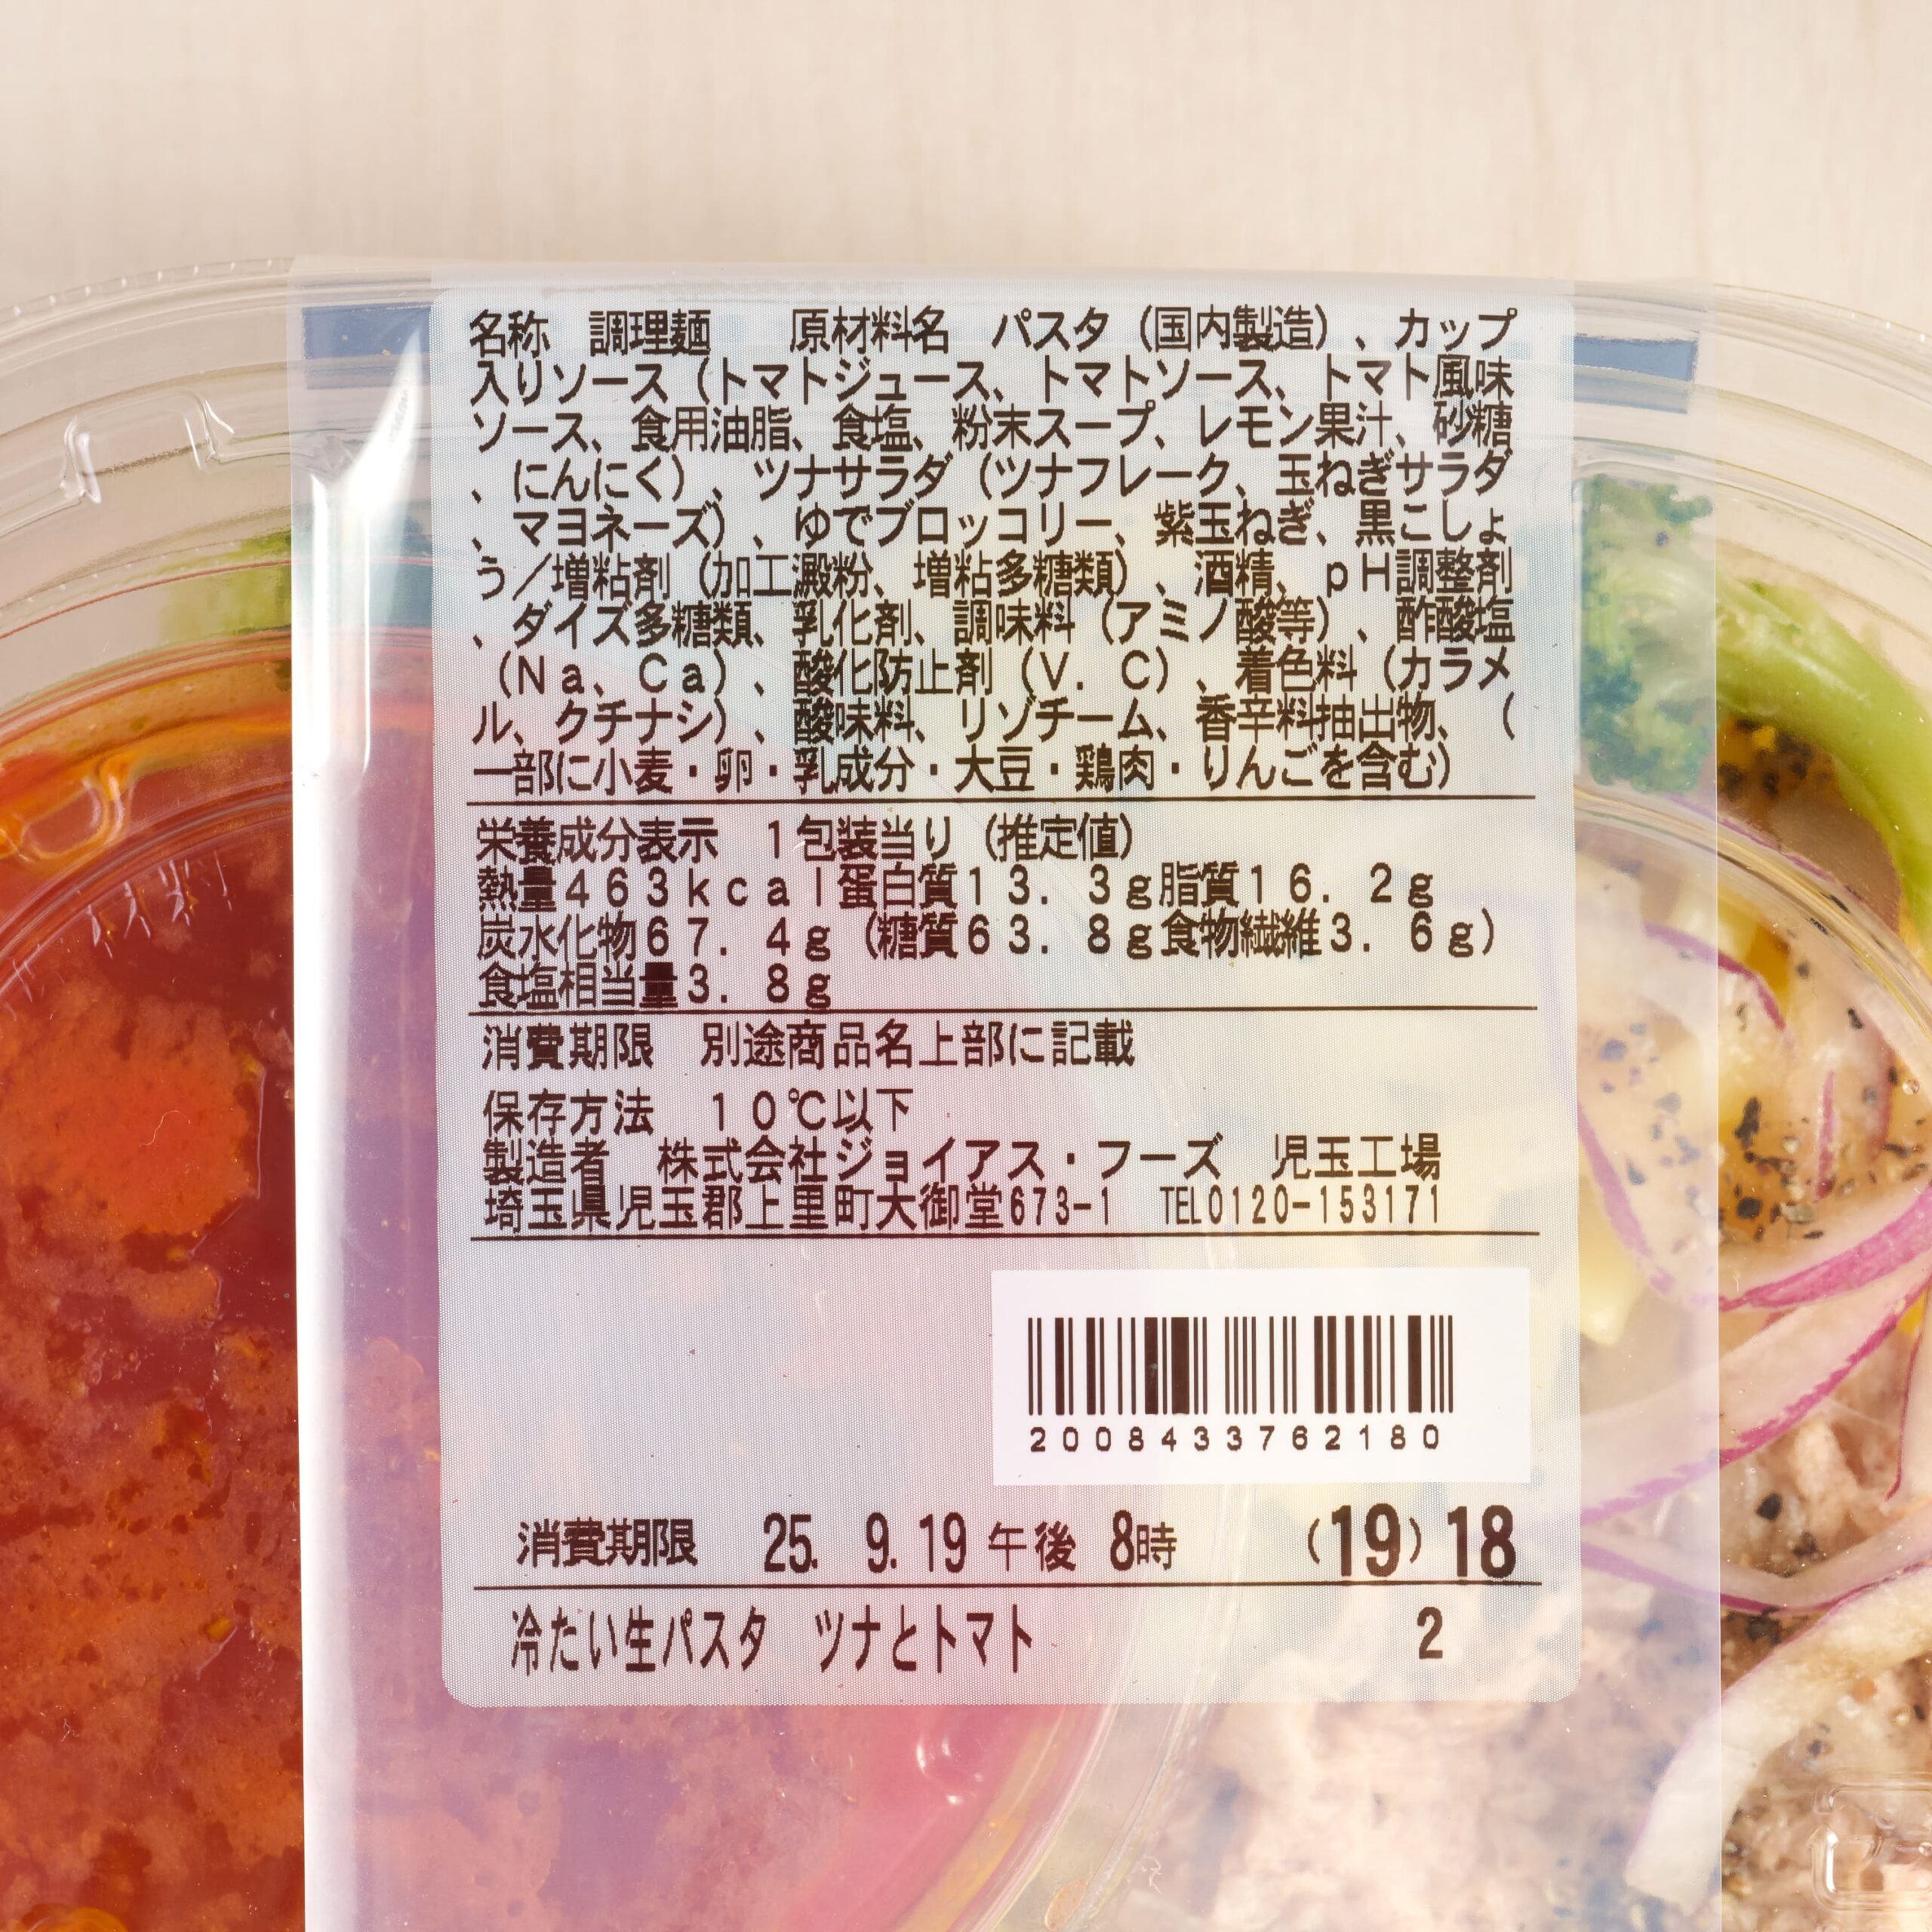 名称　調理麺　　原材料名　パスタ（国内製造）、カップ
入りソース（トマトジュース、トマトソース、トマト風味
ソース、食用油脂、食塩、粉末スープ、レモン果汁、砂糖
、にんにく）、ツナサラダ（ツナフレーク、玉ねぎサラダ
、マヨネーズ）、ゆでブロッコリー、紫玉ねぎ、黒こしょ
う／増粘剤（加工澱粉、増粘多糖類）、酒精、ｐＨ調整剤
、ダイズ多糖類、乳化剤、調味料（アミノ酸等）、酢酸塩
（Ｎａ、Ｃａ）、酸化防止剤（Ｖ．Ｃ）、着色料（カラメ
ル、クチナシ）、酸味料、リゾチーム、香辛料抽出物、（
一部に小麦・卵・乳成分・大豆・鶏肉・りんごを含む）
栄養成分表示　１包装当り（推定値）
熱量４６３ｋｃａｌ蛋白質１３．３ｇ脂質１６．２ｇ
炭水化物６７．４ｇ（糖質６３．８ｇ食物繊維３．６ｇ）
食塩相当量３．８ｇ
消費期限　別途商品名上部に記載
保存方法　１０℃以下
製造者　株式会社ジョイアス・フーズ　児玉工場
埼玉県児玉郡上里町大御堂673-1　TEL0120-153171
2008433762180
消費期限　25. 9.19 午後 8時　（19）18
冷たい生パスタ　ツナとトマト　2